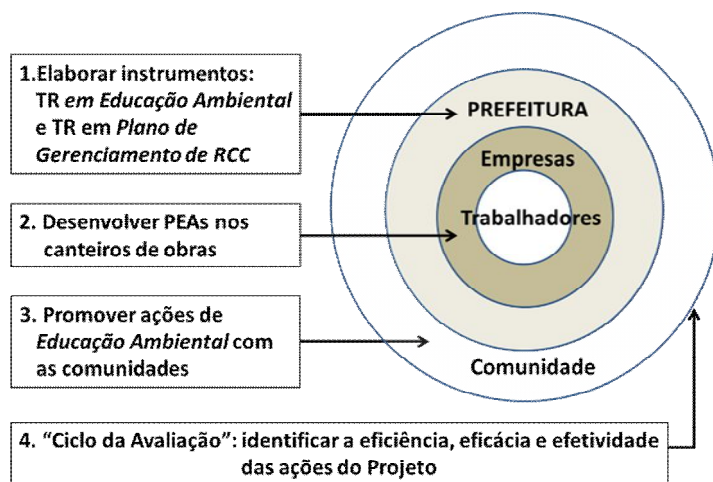 1.Elaborar instrumentos:
TR em Educação Ambiental
e TR em Plano de
Gerenciamento de RCC
PREFEITURA
Empresas
Trabalhadores
2. Desenvolver PEAs nos
canteiros de obras
3. Promover ações de
Educação Ambiental com
as comunidades
Comunidade
4. “Ciclo da Avaliação”: identificar a eficiência, eficácia e efetividade
das ações do Projeto